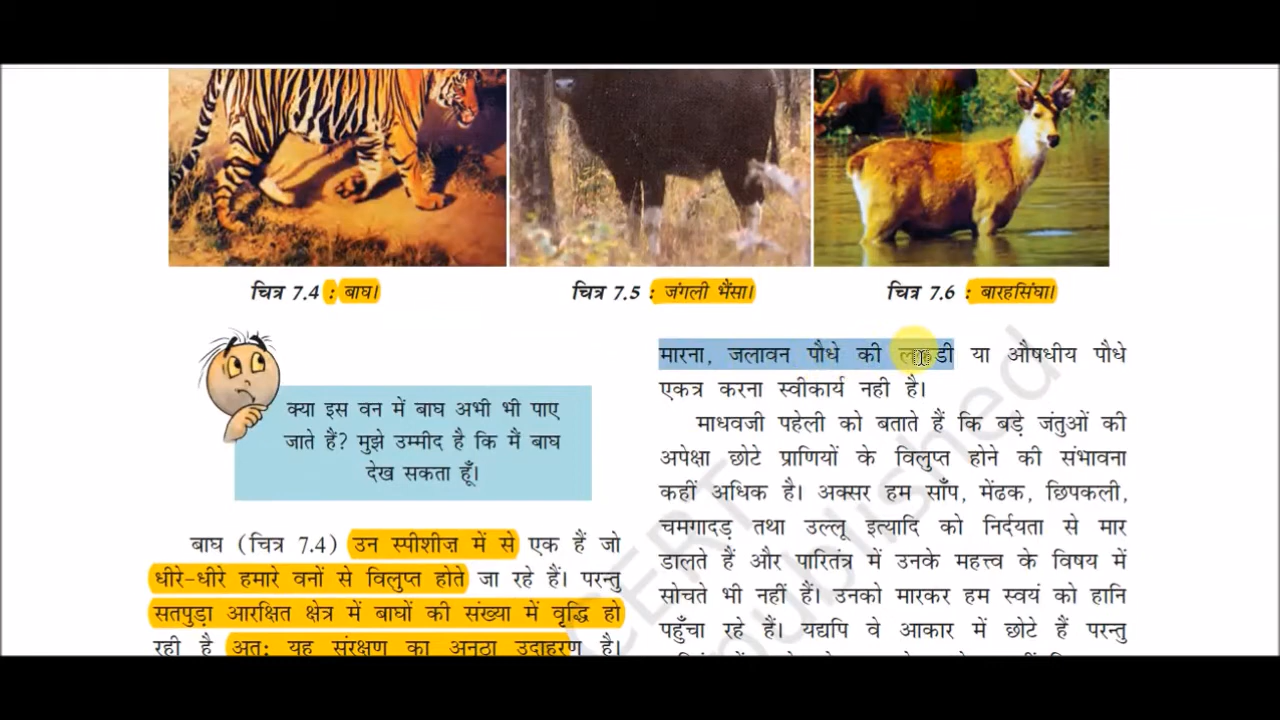 चित्र 7.4 : बाघ।
चित्र 7.5 : जंगली भैंसा।
चित्र 7.6 : बारहसिंघा।
क्या इस वन में बाघ अभी भी पाए
जाते हैं? मुझे उम्मीद है कि मैं बाघ
देख सकता हूँ।
बाघ (चित्र 7.4) उन स्पीशीज़ में से एक हैं जो
धीरे-धीरे हमारे वनों से विलुप्त होते जा रहे हैं। परन्तु
सतपुड़ा आरक्षित क्षेत्र में बाघों की संख्या में वृद्धि हो
रही है अतः यह संरक्षण का अनूठा उदाहरण है।
मारना, जलावन पौधे की लकडी या औषधीय पौधे
एकत्र करना स्वीकार्य नही है।
माधवजी पहेली को बताते हैं कि बड़े जंतुओं की
अपेक्षा छोटे प्राणियों के विलुप्त होने की संभावना
कहीं अधिक है। अक्सर हम साँप, मेंढक, छिपकली,
चमगादड़ तथा उल्लू इत्यादि को निर्दयता से मार
डालते हैं और पारितंत्र में उनके महत्त्व के विषय में
सोचते भी नहीं हैं। उनको मारकर हम स्वयं को हानि
पहुँचा रहे हैं। यद्यपि वे आकार में छोटे हैं परन्तु